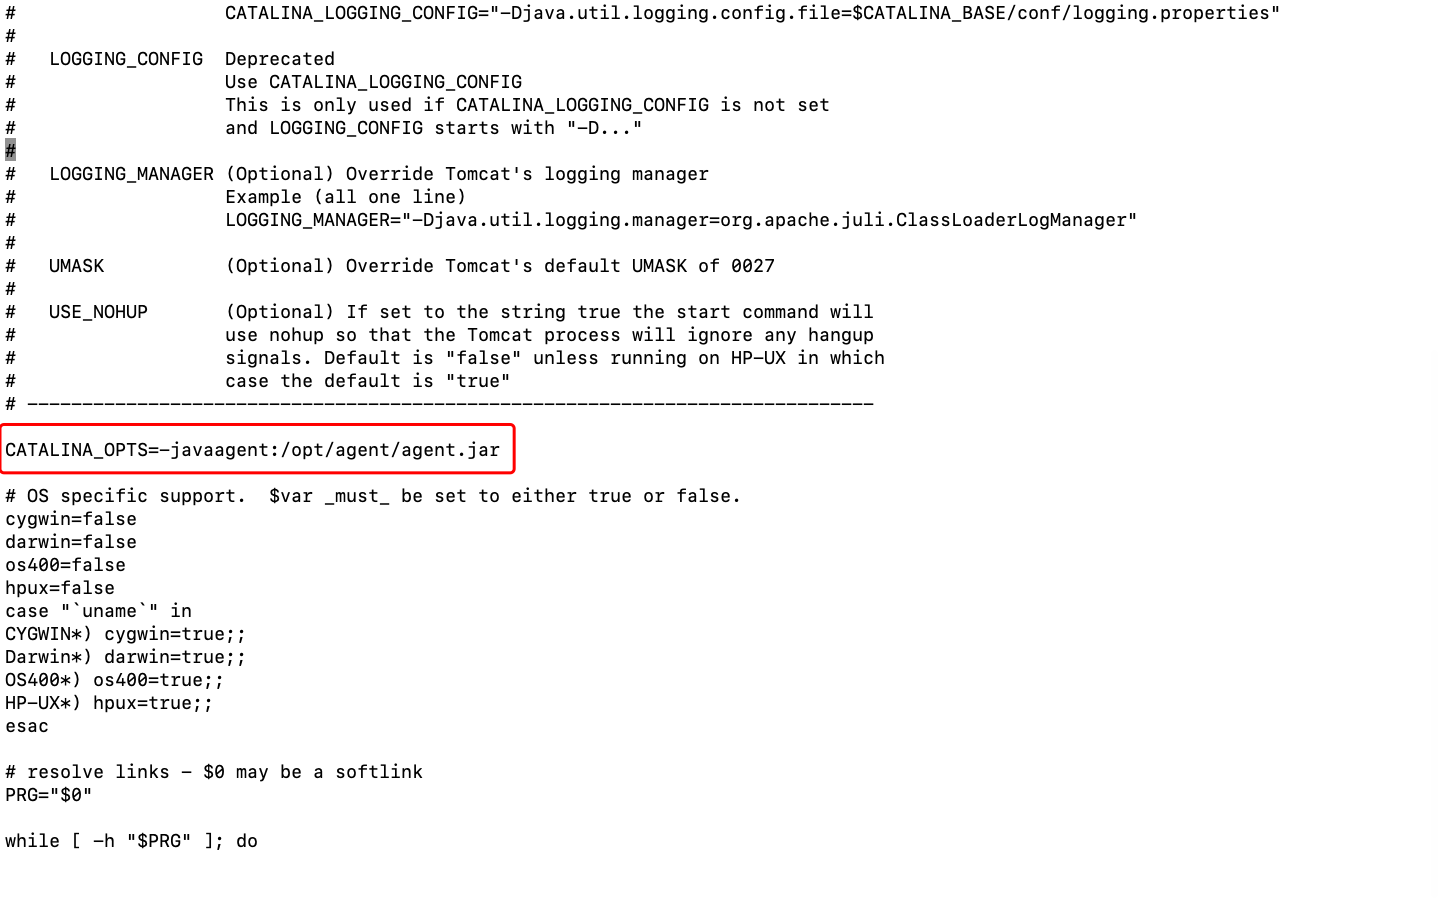 #                   CATALINA_LOGGING_CONFIG="-Djava.util.logging.config.file=$CATALINA_BASE/conf/logging.properties"
#
#   LOGGING_CONFIG  Deprecated
#                   Use CATALINA_LOGGING_CONFIG
#                   This is only used if CATALINA_LOGGING_CONFIG is not set
#                   and LOGGING_CONFIG starts with "-D..."
#
#   LOGGING_MANAGER (Optional) Override Tomcat's logging manager
#                   Example (all one line)
#                   LOGGING_MANAGER="-Djava.util.logging.manager=org.apache.juli.ClassLoaderLogManager"
#
#   UMASK           (Optional) Override Tomcat's default UMASK of 0027
#
#   USE_NOHUP       (Optional) If set to the string true the start command will
#                   use nohup so that the Tomcat process will ignore any hangup
#                   signals. Default is "false" unless running on HP-UX in which
#                   case the default is "true"
# -----------------------------------------------------------------------------
CATALINA_OPTS=-javaagent:/opt/agent/agent.jar
# OS specific support.  $var _must_ be set to either true or false.
cygwin=false
darwin=false
os400=false
hpux=false
case "`uname`" in
CYGWIN*) cygwin=true;;
Darwin*) darwin=true;;
OS400*) os400=true;;
HP-UX*) hpux=true;;
esac
# resolve links - $0 may be a softlink
PRG="$0"
while [ -h "$PRG" ]; do